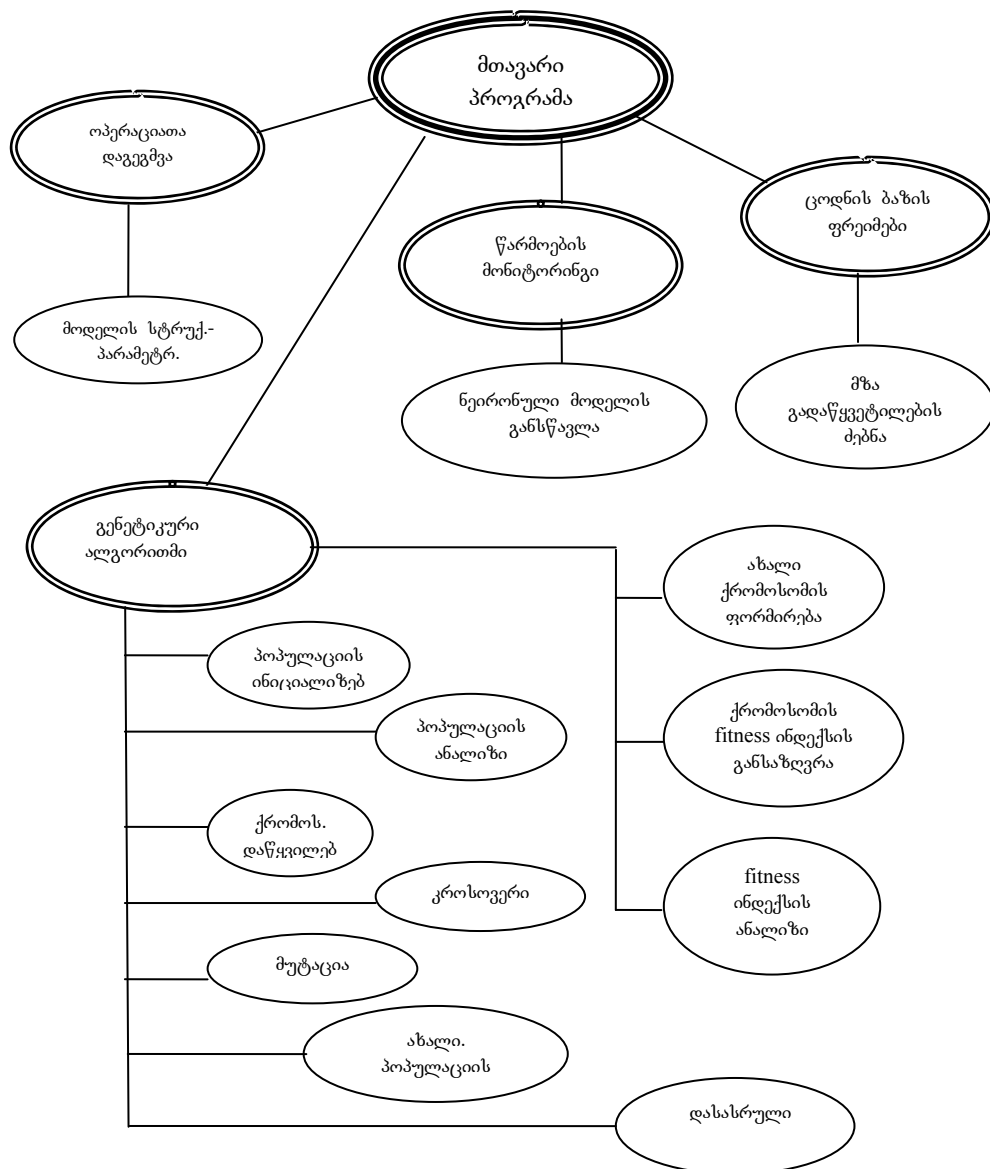 მთავარი
პროგრამა
ოპერაციათა
დაგეგმვა
ცოდნის ბაზის
ფრეიმები
წარმოების
მონიტორინგი
მოდელის სტრუქ.-
პარამეტრ.
ნეირონული მოდელის
განსწავლა
მზა
გადაწყვეტილების
ძებნა
გენეტიკური
ალგორითმი
ახალი
ქრომოსომის
ფორმირება
პოპულაციის
ინიციალიზებ
ქრომოსომის
fitness ინდექსის
განსაზღვრა
პოპულაციის
ანალიზი
ქრომოს.
დაწყვილებ
fitness
ინდექსის
ანალიზი
კროსოვერი
მუტაცია
ახალი.
პოპულაციის
დასასრული